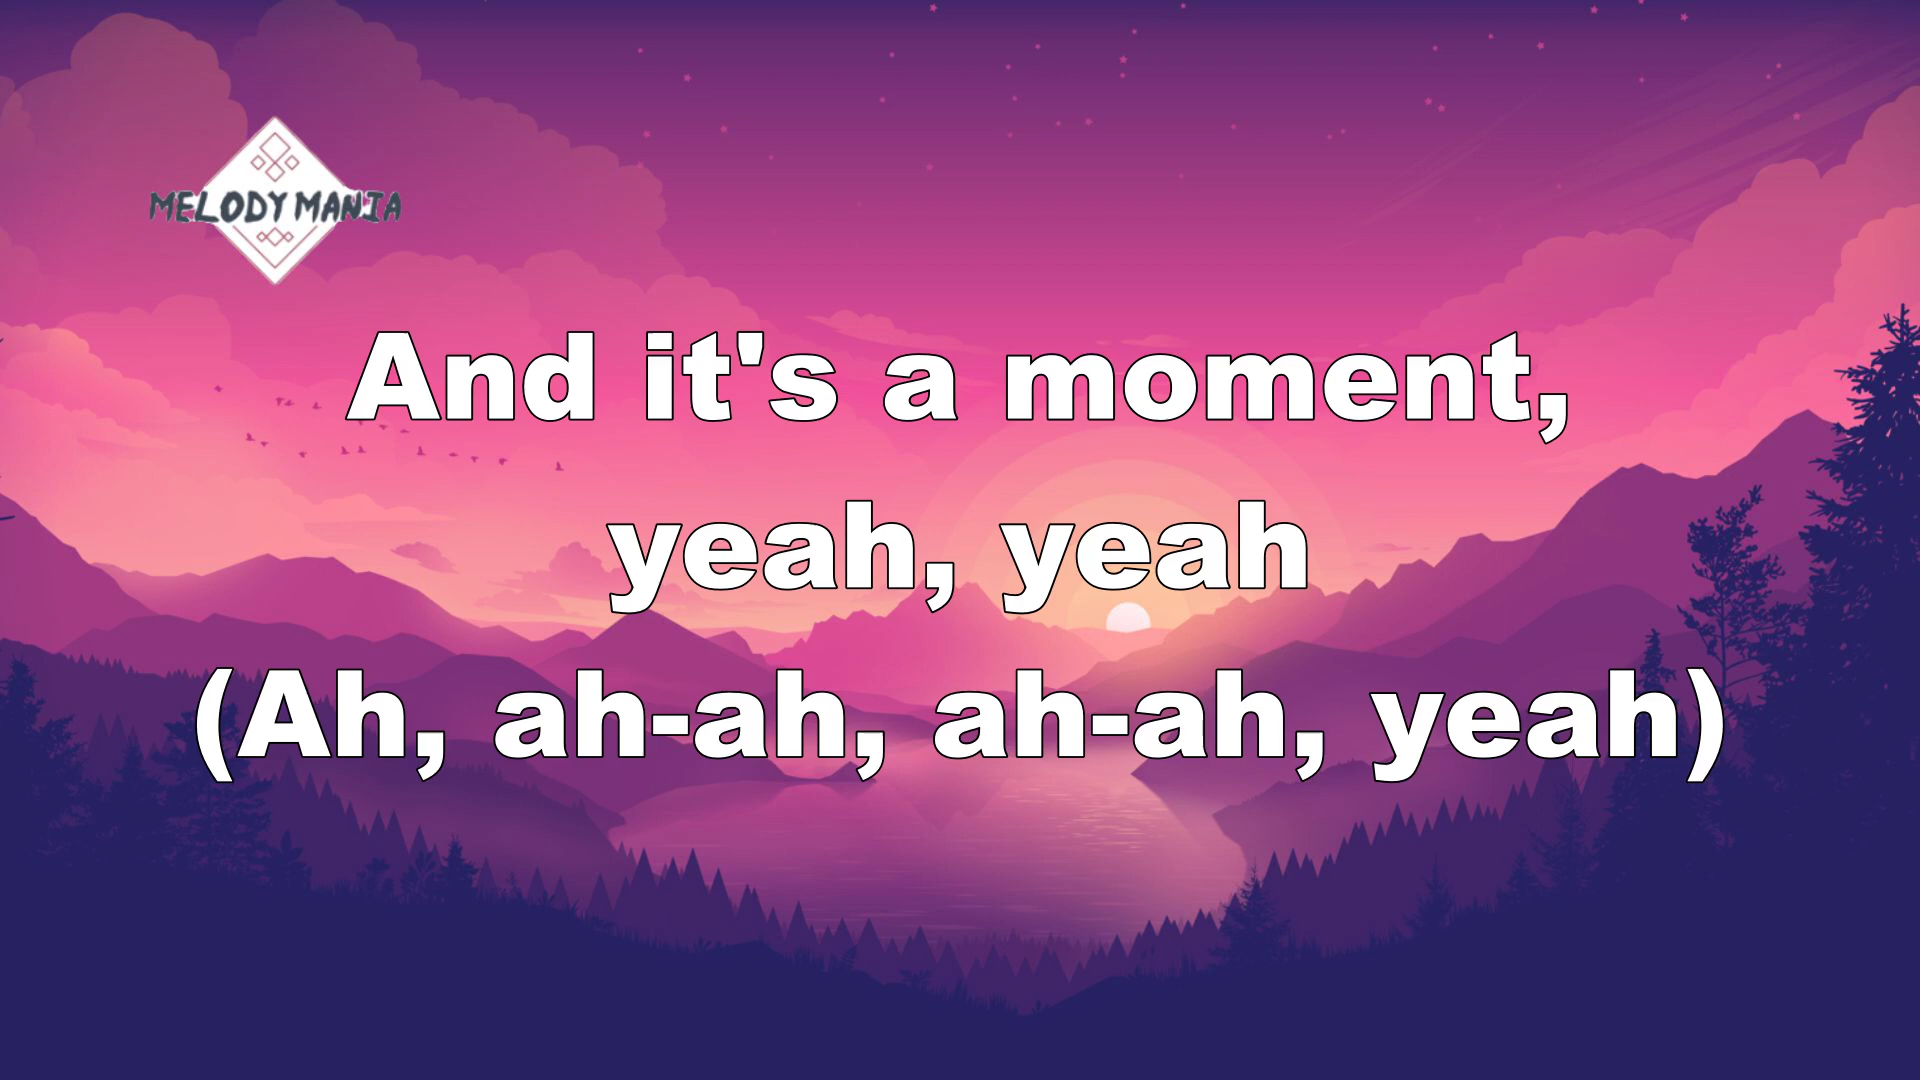 MELODY MANIA
And it's a moment,
yeah, yeah
(Ah, ah-ah, ah-ah, yeah)